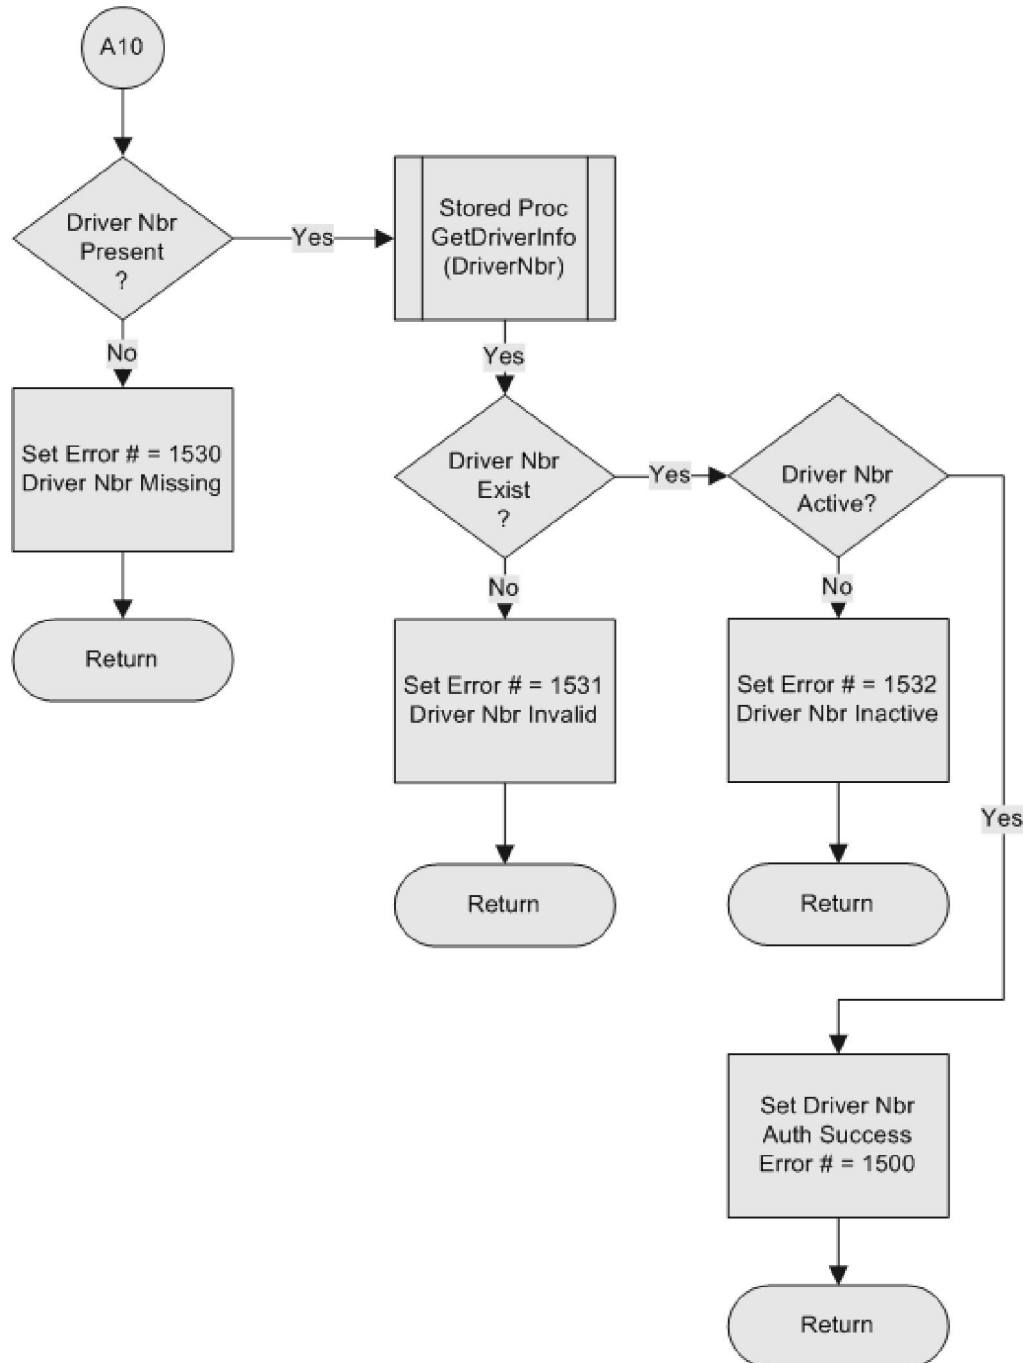 A10
Driver Nbr
Present
?
Yes
Stored Proc
GetDriverInfo
(DriverNbr)
No
Yes
Set Error # = 1530
Driver Nbr Missing
Driver Nbr
Exist
?
Yes
Driver Nbr
Active?
Return
No
No
Set Error # = 1531
Driver Nbr Invalid
Set Error # = 1532
Driver Nbr Inactive
Yes
Return
Return
Set Driver Nbr
Auth Success
Error # = 1500
Return